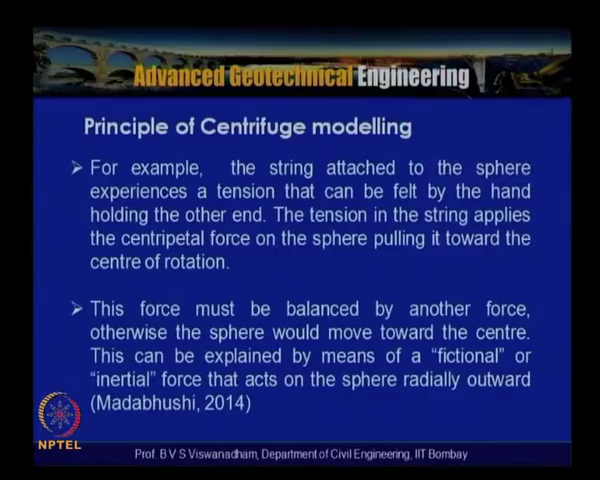 Advanced Geotechnical Engineering
Principle of Centrifuge modelling
For example, the string attached to the sphere
experiences a tension that can be felt by the hand
holding the other end. The tension in the string applies
the centripetal force on the sphere pulling it toward the
centre of rotation.
This force must be balanced by another force,
otherwise the sphere would move toward the centre.
This can be explained by means of a “fictional” or
“inertial” force that acts on the sphere radially outward
(Madabhushi, 2014)
NPTEL
Prof. B V S Viswanadham, Department of Civil Engineering, IIT Bombay